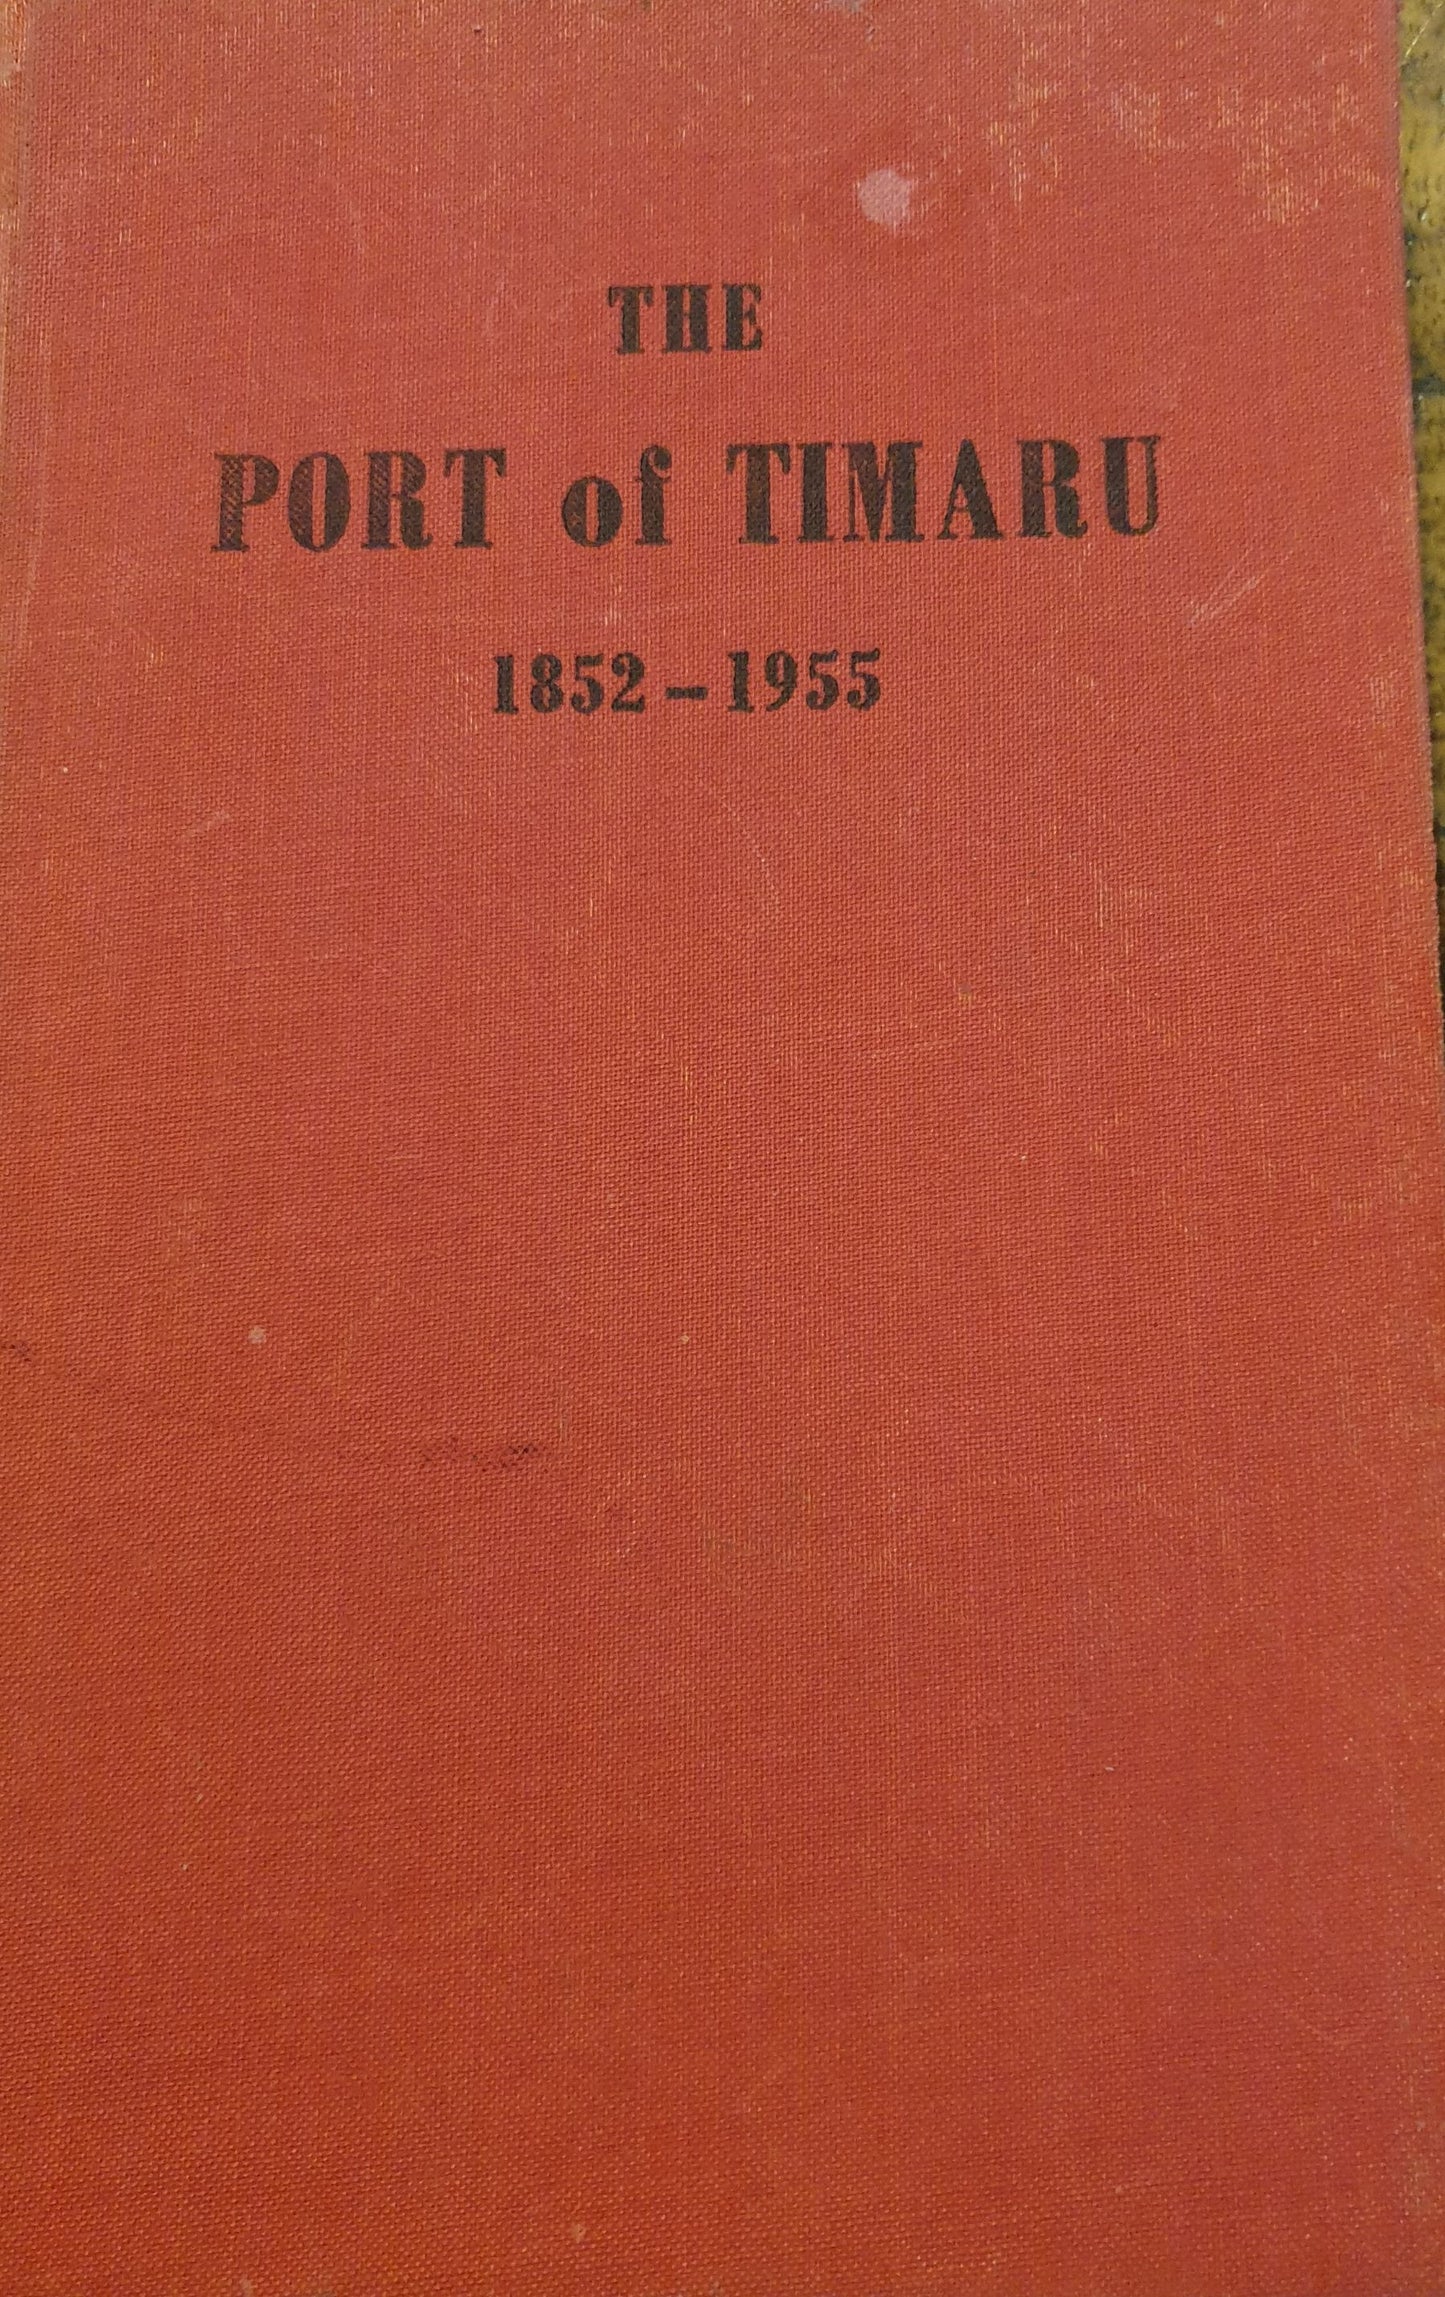 THE
PORT of TIMARU
1852-1955